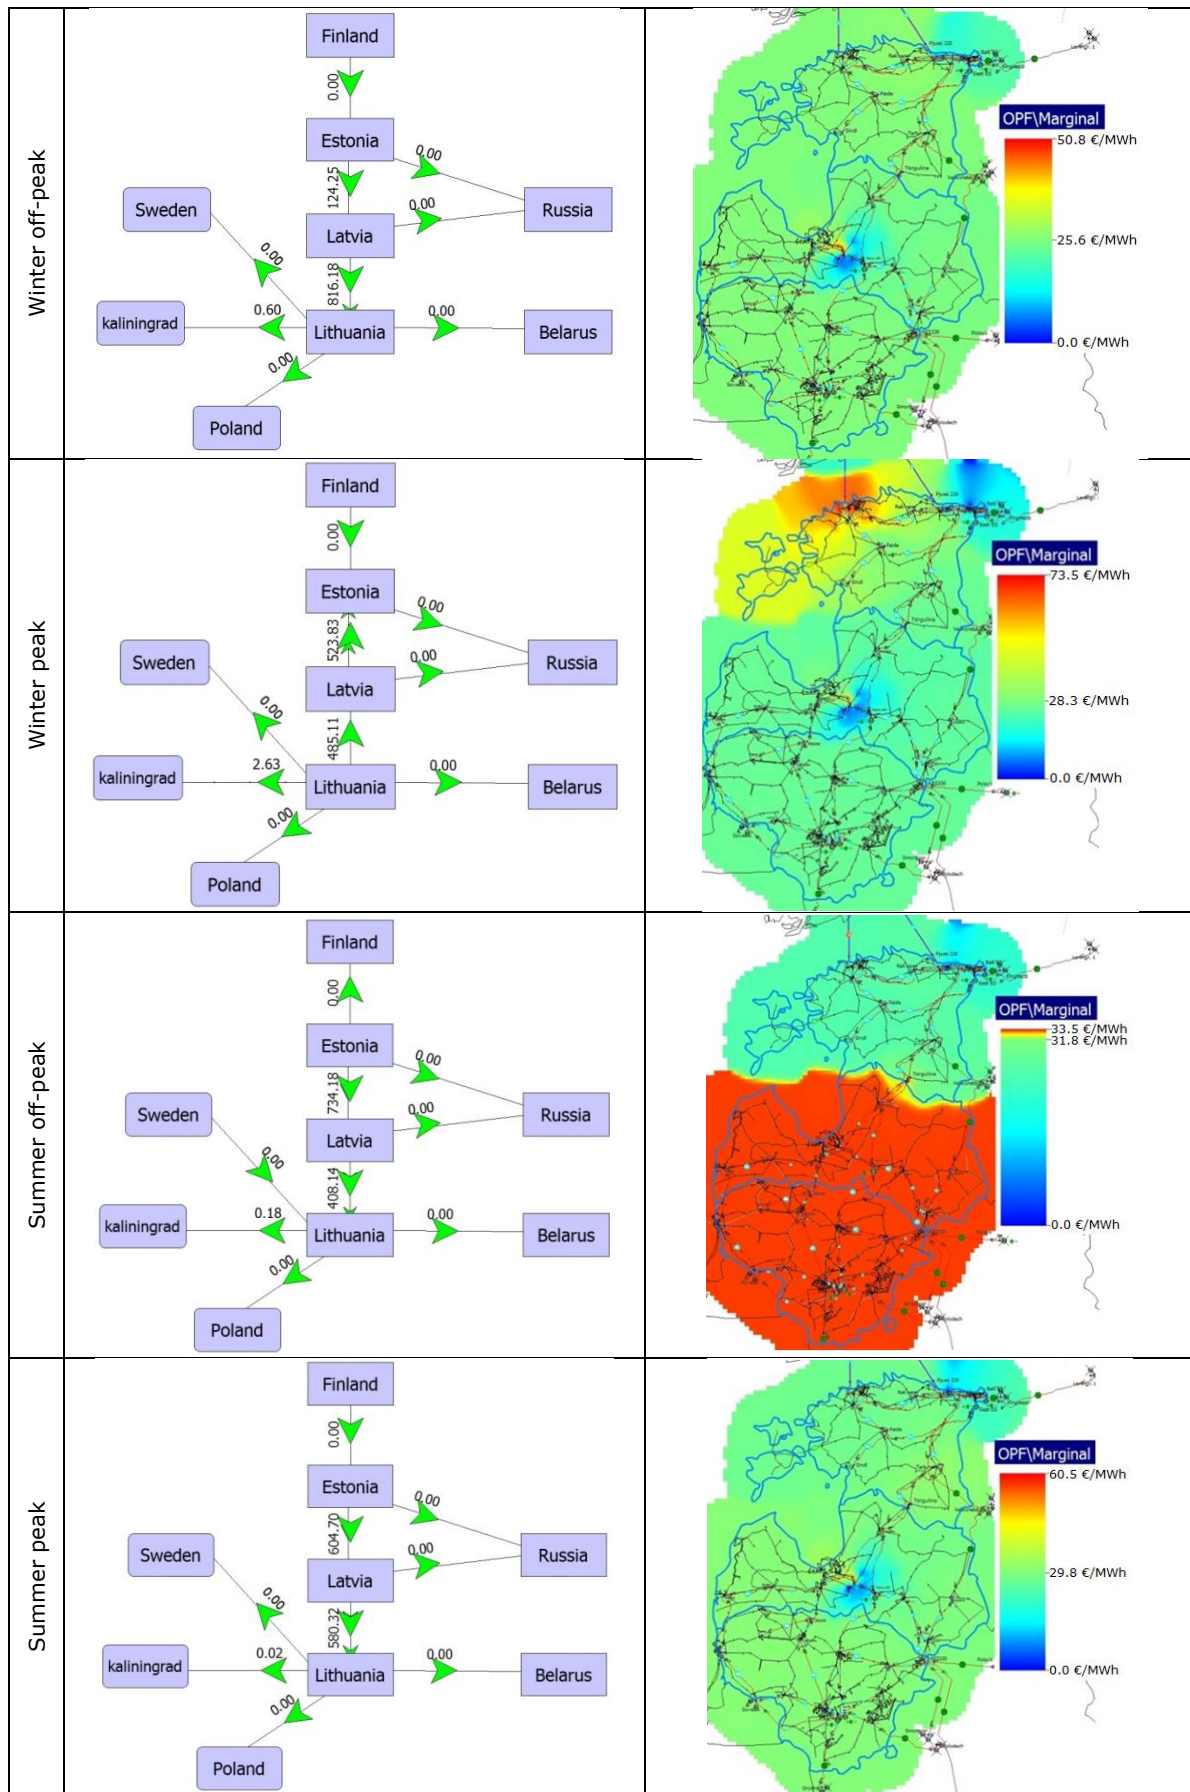 Winter off-peak
Finland
0.00
Estonia
0.00
124.25
Sweden
0.00
Russia
Latvia
0.00
816.18
kaliningrad
0.60
Lithuania
0.00
Belarus
0.00
Poland
OPF\Marginal
50.8 €/MWh
25.6 €/MWh
0.0 €/MWh
Winter peak
Finland
0.00
Estonia
0.00
523.83
Sweden
0.00
Russia
Latvia
0.00
485.11
kaliningrad
2.63
Lithuania
0.00
Belarus
0.00
Poland
OPF\Marginal
73.5 €/MWh
28.3 €/MWh
0.0 €/MWh
Summer off-peak
Finland
0.00
Estonia
0.00
734.18
Sweden
0.00
Russia
Latvia
0.00
408.14
kaliningrad
0.18
Lithuania
0.00
Belarus
0.00
Poland
OPF\Marginal
33.5 €/MWh
31.8 €/MWh
0.0 €/MWh
Summer peak
Finland
0.00
Estonia
0.00
604.70
Sweden
0.00
Russia
Latvia
0.00
580.32
kaliningrad
0.02
Lithuania
0.00
Belarus
0.00
Poland
OPF\Marginal
60.5 €/MWh
29.8 €/MWh
0.0 €/MWh